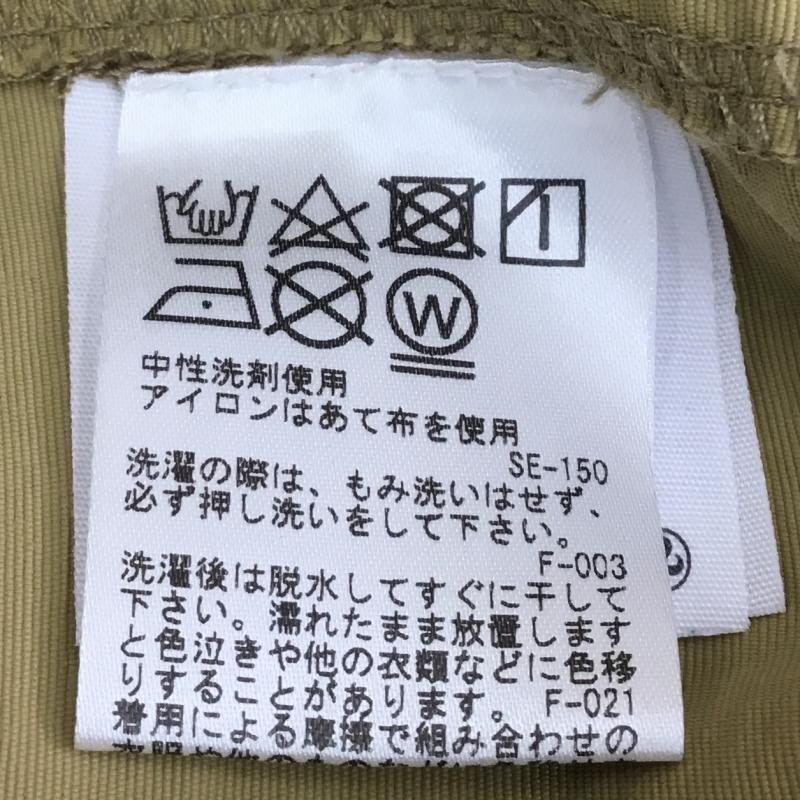 W
中性洗剤使用
アイロンはあて布を使用
SE-150
洗濯の際は、もみ洗いはせず、
必ず押し洗いをして下さい。
F-003
洗濯後は脱水してすぐに干して
下さい。濡れたまま放置します
と色泣きや他の衣類などに色移
りすることがあります。 F-021
着用による摩擦で組み合わせの